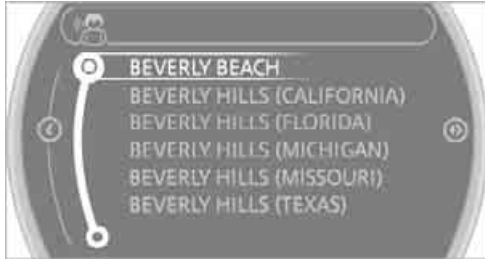 BEVERLY BEACH
BEVERLY HILLS (CALIFORNIA)
BEVERLY HILLS (FLORIDA)
BEVERLY HILLS (MICHIGAN)
BEVERLY HILLS (MISSOURI)
BEVERLY HILLS (TEXAS)